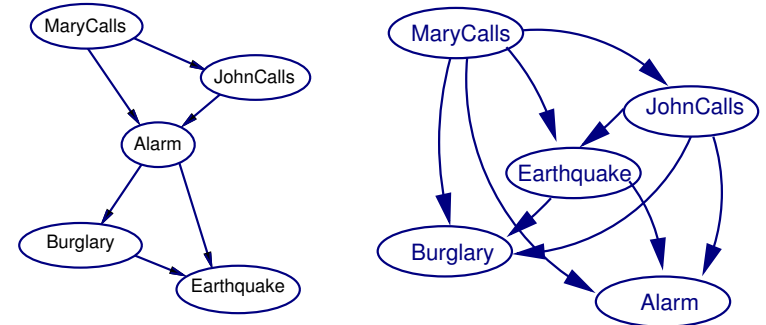 MaryCalls
JohnCalls
Alarm
Burglary
Earthquake
MaryCalls
JohnCalls
Earthquake
Burglary
Alarm